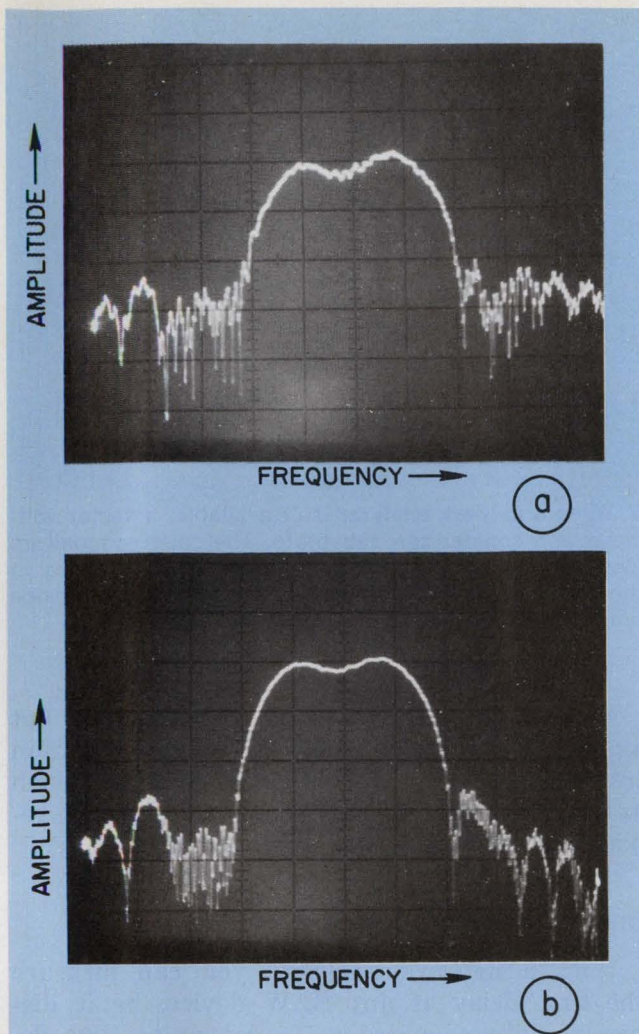 AMPLITUDE →
FREQUENCY →
a
AMPLITUDE →
FREQUENCY →
b